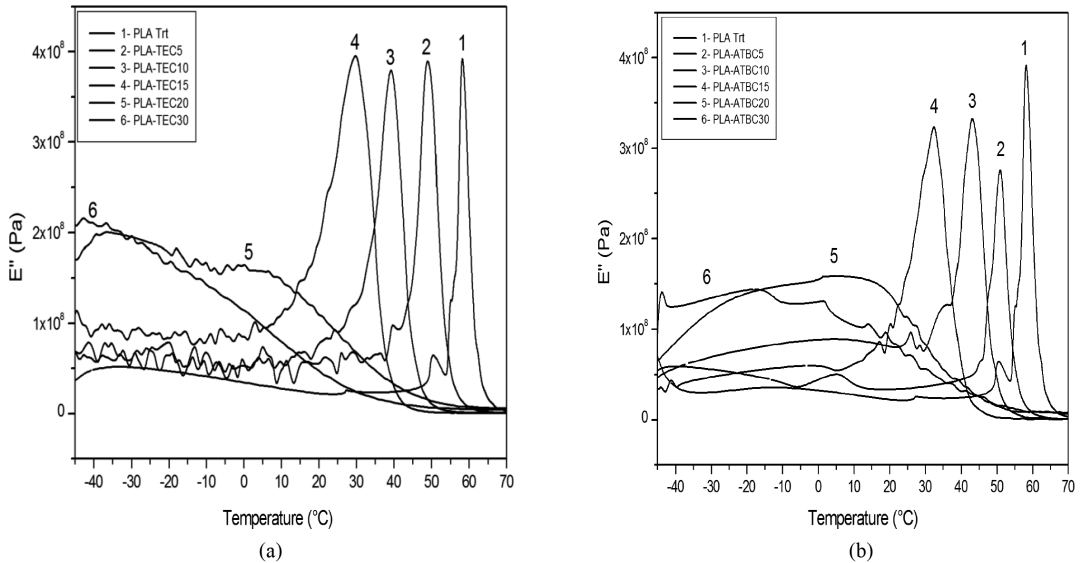 1- PLA Trt
2- PLA-TEC5
3- PLA-TEC10
4- PLA-TEC15
5- PLA-TEC20
6- PLA-TEC30
4 3 2 1
6
5
4x10⁸
3x10⁸
2x10⁸
1x10⁸
0
E'' (Pa)
-40 -30 -20 -10 0 10 20 30 40 50 60 70
Temperature (°C)
(a)
1- PLA Trt
2- PLA-ATBC5
3- PLA-ATBC10
4- PLA-ATBC15
5- PLA-ATBC20
6- PLA-ATBC30
1
3
4
2
5
6
4x10⁸
3x10⁸
2x10⁸
1x10⁸
0
E'' (Pa)
-40 -30 -20 -10 0 10 20 30 40 50 60 70
Temperature (°C)
(b)